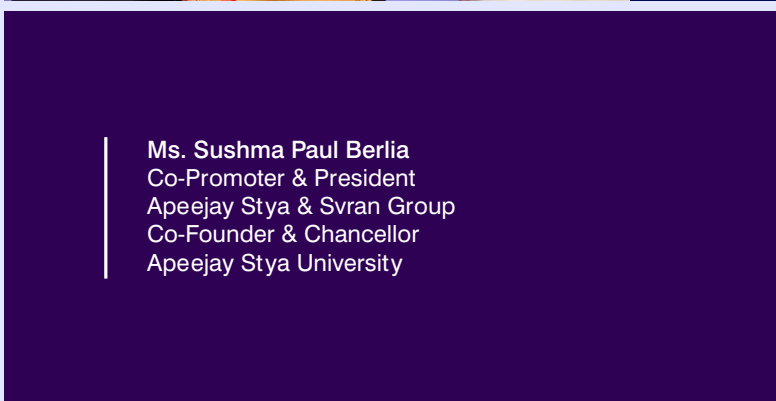 Ms. Sushma Paul Berlia
Co-Promoter & President
Apeejay Stya & Svran Group
Co-Founder & Chancellor
Apeejay Stya University